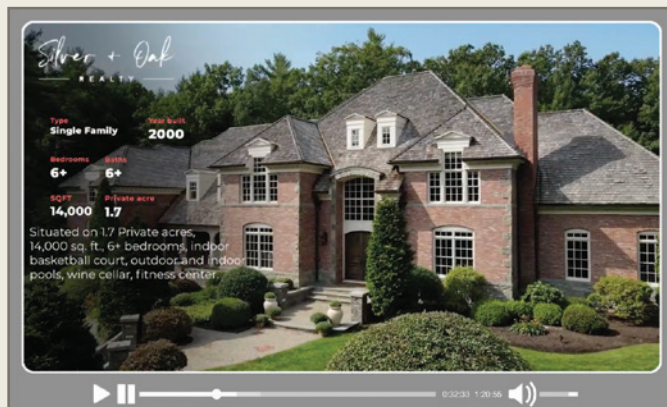 Silver + Oak
REALTY
Type Year built
Single Family 2000
Bedrooms Baths
6+ 6+
SQFT Private acre
14,000 1.7
Situated on 1.7 Private acres,
14,000 sq. ft., 6+ bedrooms, indoor
basketball court, outdoor and indoor
pools, wine cellar, fitness center.
0:32:33 1:20:55